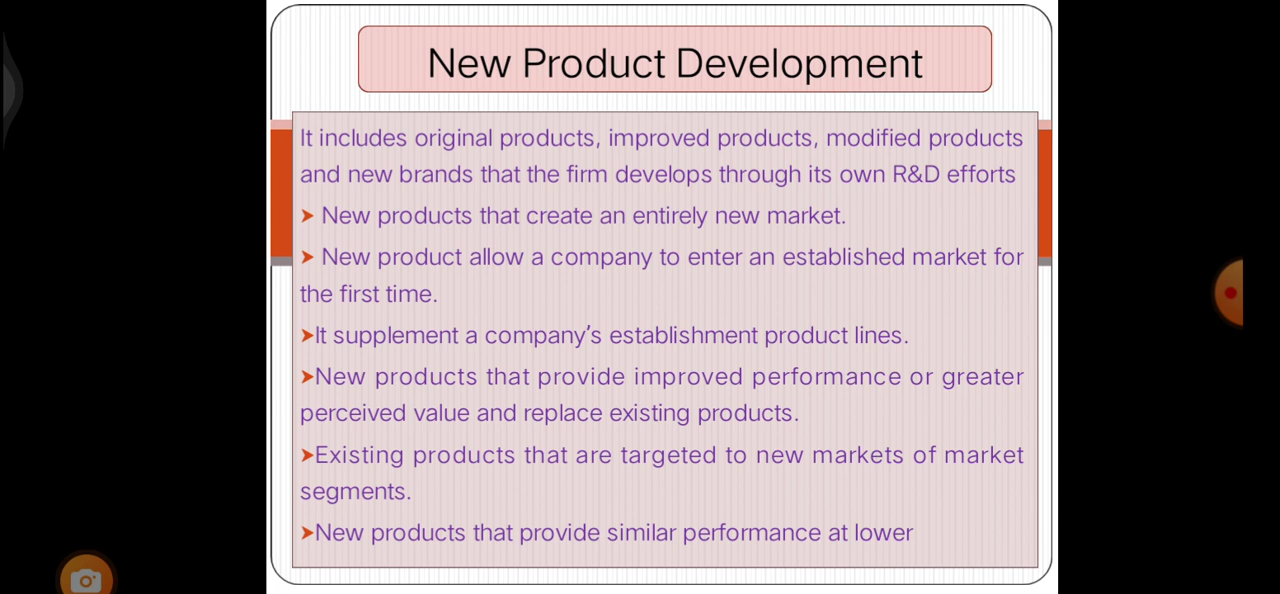 New Product Development
It includes original products, improved products, modified products
and new brands that the firm develops through its own R&D efforts
➤ New products that create an entirely new market.
➤ New product allow a company to enter an established market for
the first time.
➤It supplement a company’s establishment product lines.
➤New products that provide improved performance or greater
perceived value and replace existing products.
➤Existing products that are targeted to new markets of market
segments.
➤New products that provide similar performance at lower